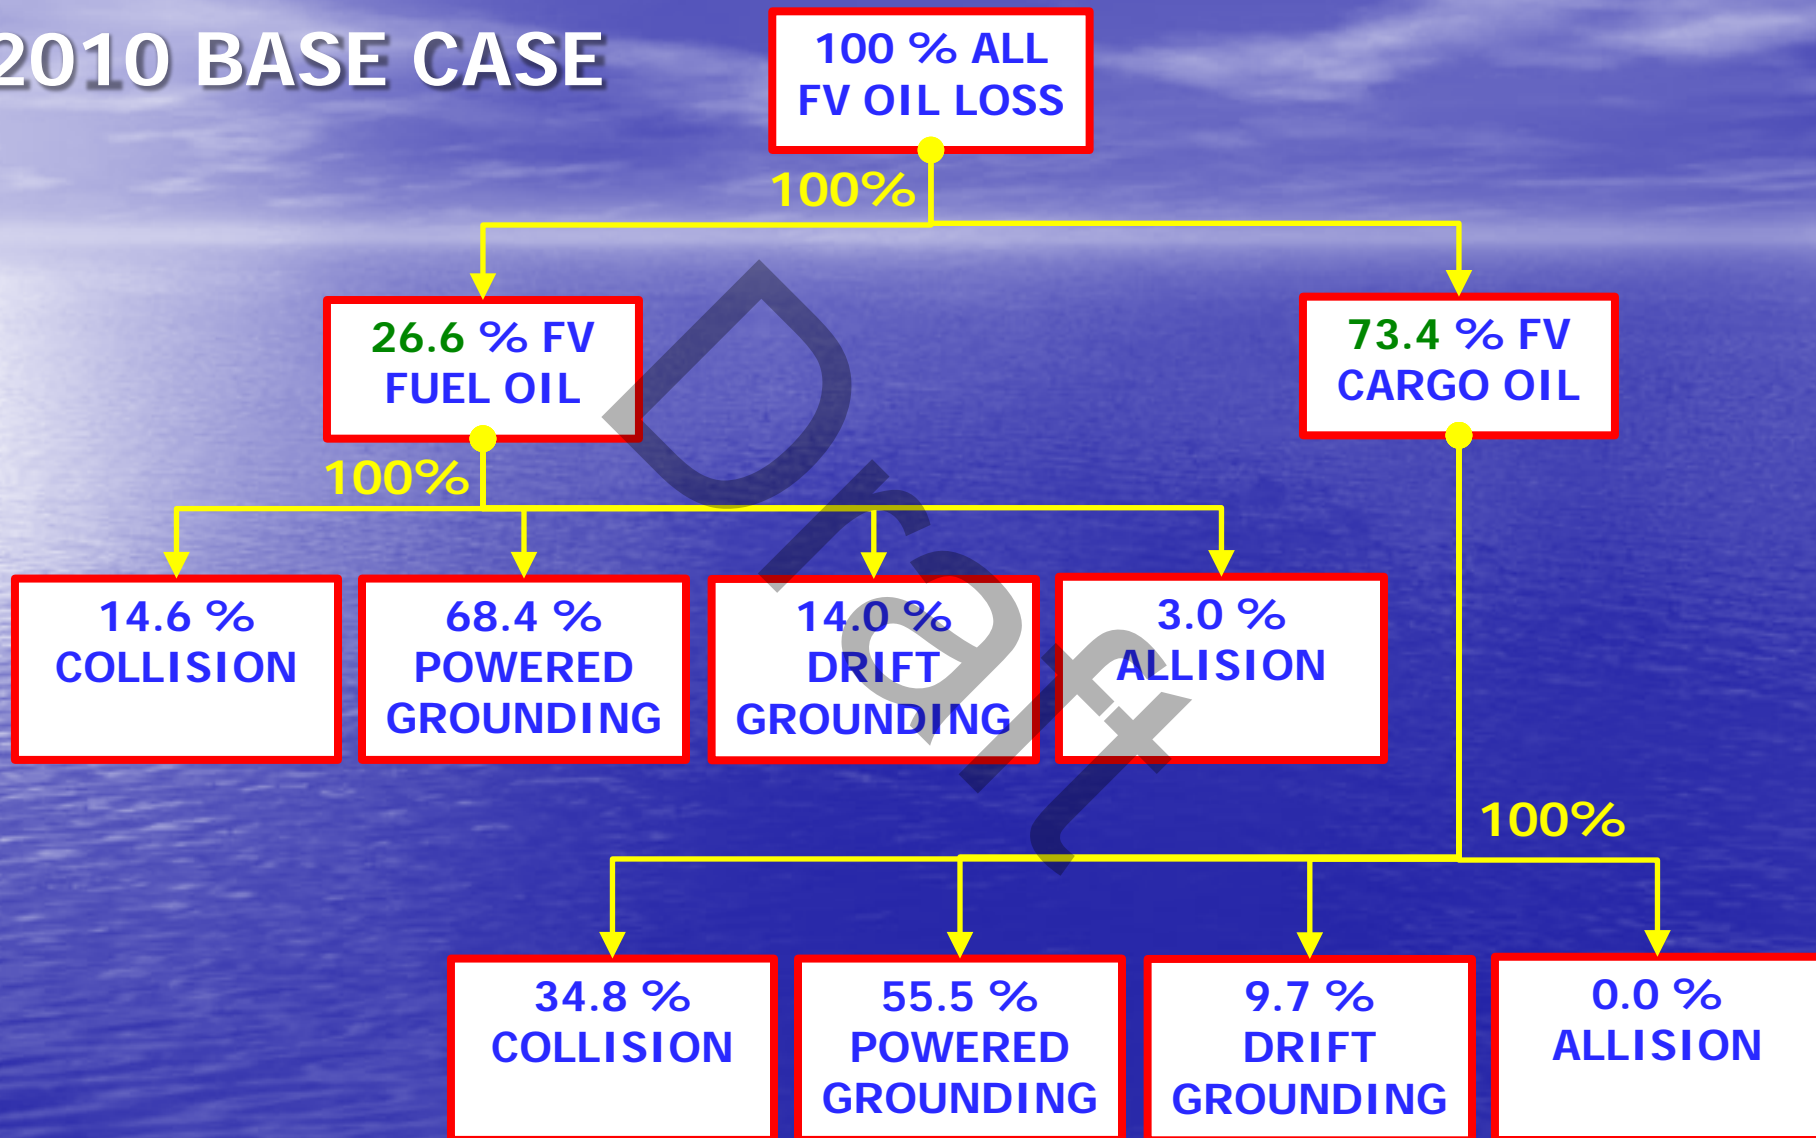 2010 BASE CASE
100 % ALL
FV OIL LOSS
100%
26.6 % FV
FUEL OIL
73.4 % FV
CARGO OIL
100%
14.6 %
COLLISION
68.4 %
POWERED
GROUNDING
14.0 %
DRIFT
GROUNDING
3.0 %
ALLISION
100%
34.8 %
COLLISION
55.5 %
POWERED
GROUNDING
9.7 %
DRIFT
GROUNDING
0.0 %
ALLISION
Draft